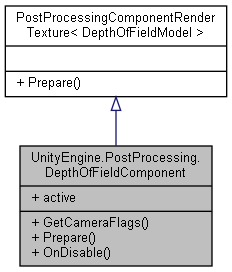 PostProcessingComponentRender
Texture< DepthOfFieldModel >
+ Prepare()
UnityEngine.PostProcessing.
DepthOfFieldComponent
+ active
+ GetCameraFlags()
+ Prepare()
+ OnDisable()